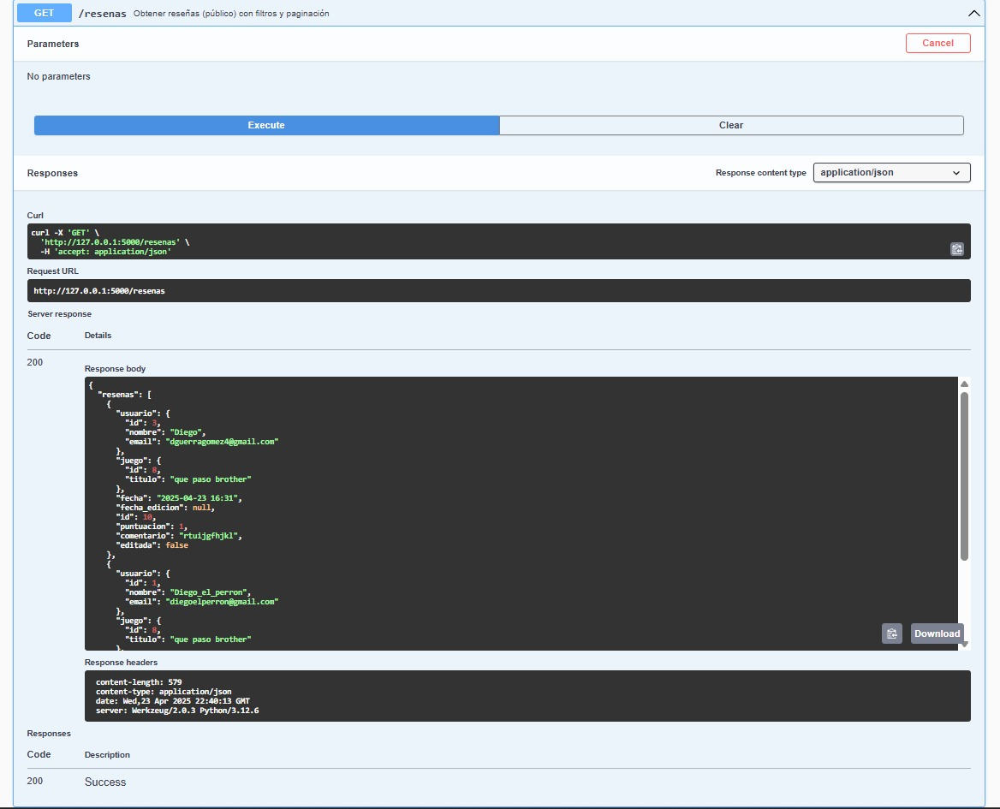 GET /resenas Obtener reseñas (público) con filtros y paginación
Parameters
Cancel
No parameters
Execute
Clear
Responses
Response content type
application/json
Curl
curl -X 'GET' \
'http://127.0.0.1:5000/resenas' \
-H 'accept: application/json'
Request URL
http://127.0.0.1:5000/resenas
Server response
Code Details
200
Response body
{
"resenas": [
{
"usuario": {
"id": 3,
"nombre": "Diego",
"email": "dguerragomez4@gmail.com"
},
"juego": {
"id": 8,
"titulo": "que paso brother"
},
"fecha": "2025-04-23 16:31",
"fecha_edicion": null,
"id": 10,
"puntuacion": 1,
"comentario": "rtuijgfhjkl",
"editada": false
},
{
"usuario": {
"id": 1,
"nombre": "Diego_el_perron",
"email": "diegoelperron@gmail.com"
},
"juego": {
"id": 8,
"titulo": "que paso brother"
},
Download
Response headers
content-length: 579
content-type: application/json
date: Wed,23 Apr 2025 22:40:13 GMT
server: Werkzeug/2.0.3 Python/3.12.6
Responses
Code Description
200 Success